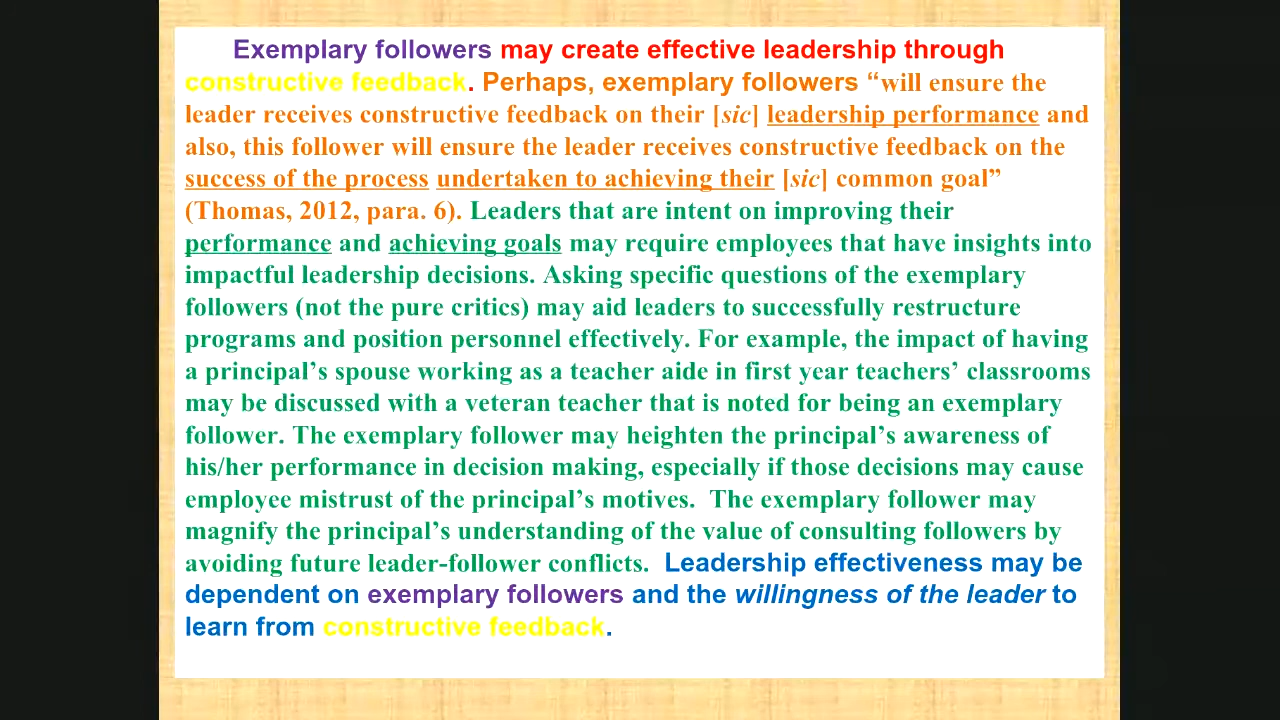 Exemplary followers may create effective leadership through
constructive feedback. Perhaps, exemplary followers “will ensure the
leader receives constructive feedback on their [sic] leadership performance and
also, this follower will ensure the leader receives constructive feedback on the
success of the process undertaken to achieving their [sic] common goal”
(Thomas, 2012, para. 6). Leaders that are intent on improving their
performance and achieving goals may require employees that have insights into
impactful leadership decisions. Asking specific questions of the exemplary
followers (not the pure critics) may aid leaders to successfully restructure
programs and position personnel effectively. For example, the impact of having
a principal’s spouse working as a teacher aide in first year teachers’ classrooms
may be discussed with a veteran teacher that is noted for being an exemplary
follower. The exemplary follower may heighten the principal’s awareness of
his/her performance in decision making, especially if those decisions may cause
employee mistrust of the principal’s motives.  The exemplary follower may
magnify the principal’s understanding of the value of consulting followers by
avoiding future leader-follower conflicts.  Leadership effectiveness may be
dependent on exemplary followers and the willingness of the leader to
learn from constructive feedback.